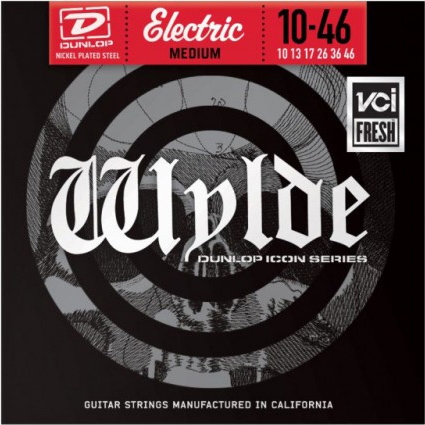 DUNLOP
NICKEL PLATED STEEL
Electric
MEDIUM
10-46
10 13 17 26 36 46
VCi
FRESH
Wylde
DUNLOP ICON SERIES
GUITAR STRINGS MANUFACTURED IN CALIFORNIA